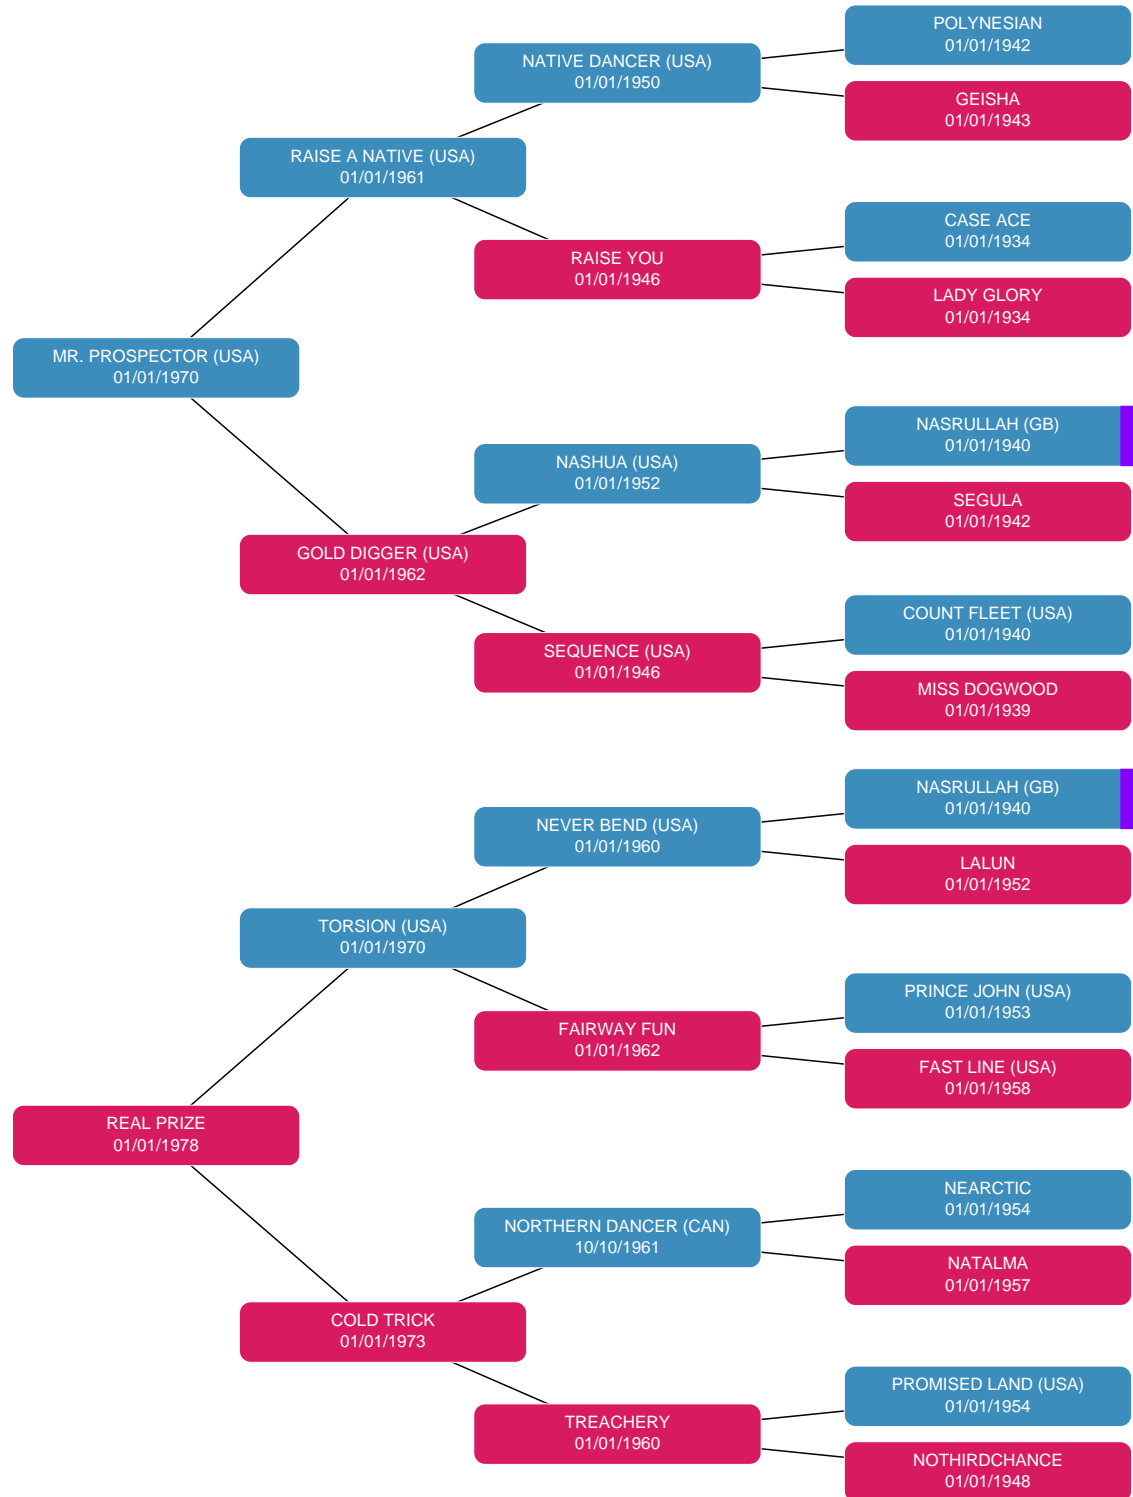 POLYNESIAN
01/01/1942
NATIVE DANCER (USA)
01/01/1950
GEISHA
01/01/1943
RAISE A NATIVE (USA)
01/01/1961
CASE ACE
01/01/1934
RAISE YOU
01/01/1946
LADY GLORY
01/01/1934
MR. PROSPECTOR (USA)
01/01/1970
NASRULLAH (GB)
01/01/1940
NASHUA (USA)
01/01/1952
SEGULA
01/01/1942
GOLD DIGGER (USA)
01/01/1962
COUNT FLEET (USA)
01/01/1940
SEQUENCE (USA)
01/01/1946
MISS DOGWOOD
01/01/1939
NASRULLAH (GB)
01/01/1940
NEVER BEND (USA)
01/01/1960
LALUN
01/01/1952
TORSION (USA)
01/01/1970
PRINCE JOHN (USA)
01/01/1953
FAIRWAY FUN
01/01/1962
FAST LINE (USA)
01/01/1958
REAL PRIZE
01/01/1978
NEARCTIC
01/01/1954
NORTHERN DANCER (CAN)
10/10/1961
NATALMA
01/01/1957
COLD TRICK
01/01/1973
PROMISED LAND (USA)
01/01/1954
TREACHERY
01/01/1960
NOTHIRDCHANCE
01/01/1948